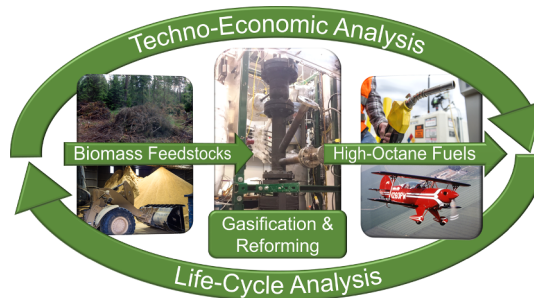 Techno-Economic Analysis
Biomass Feedstocks
High-Octane Fuels
Gasification &
Reforming
Life-Cycle Analysis